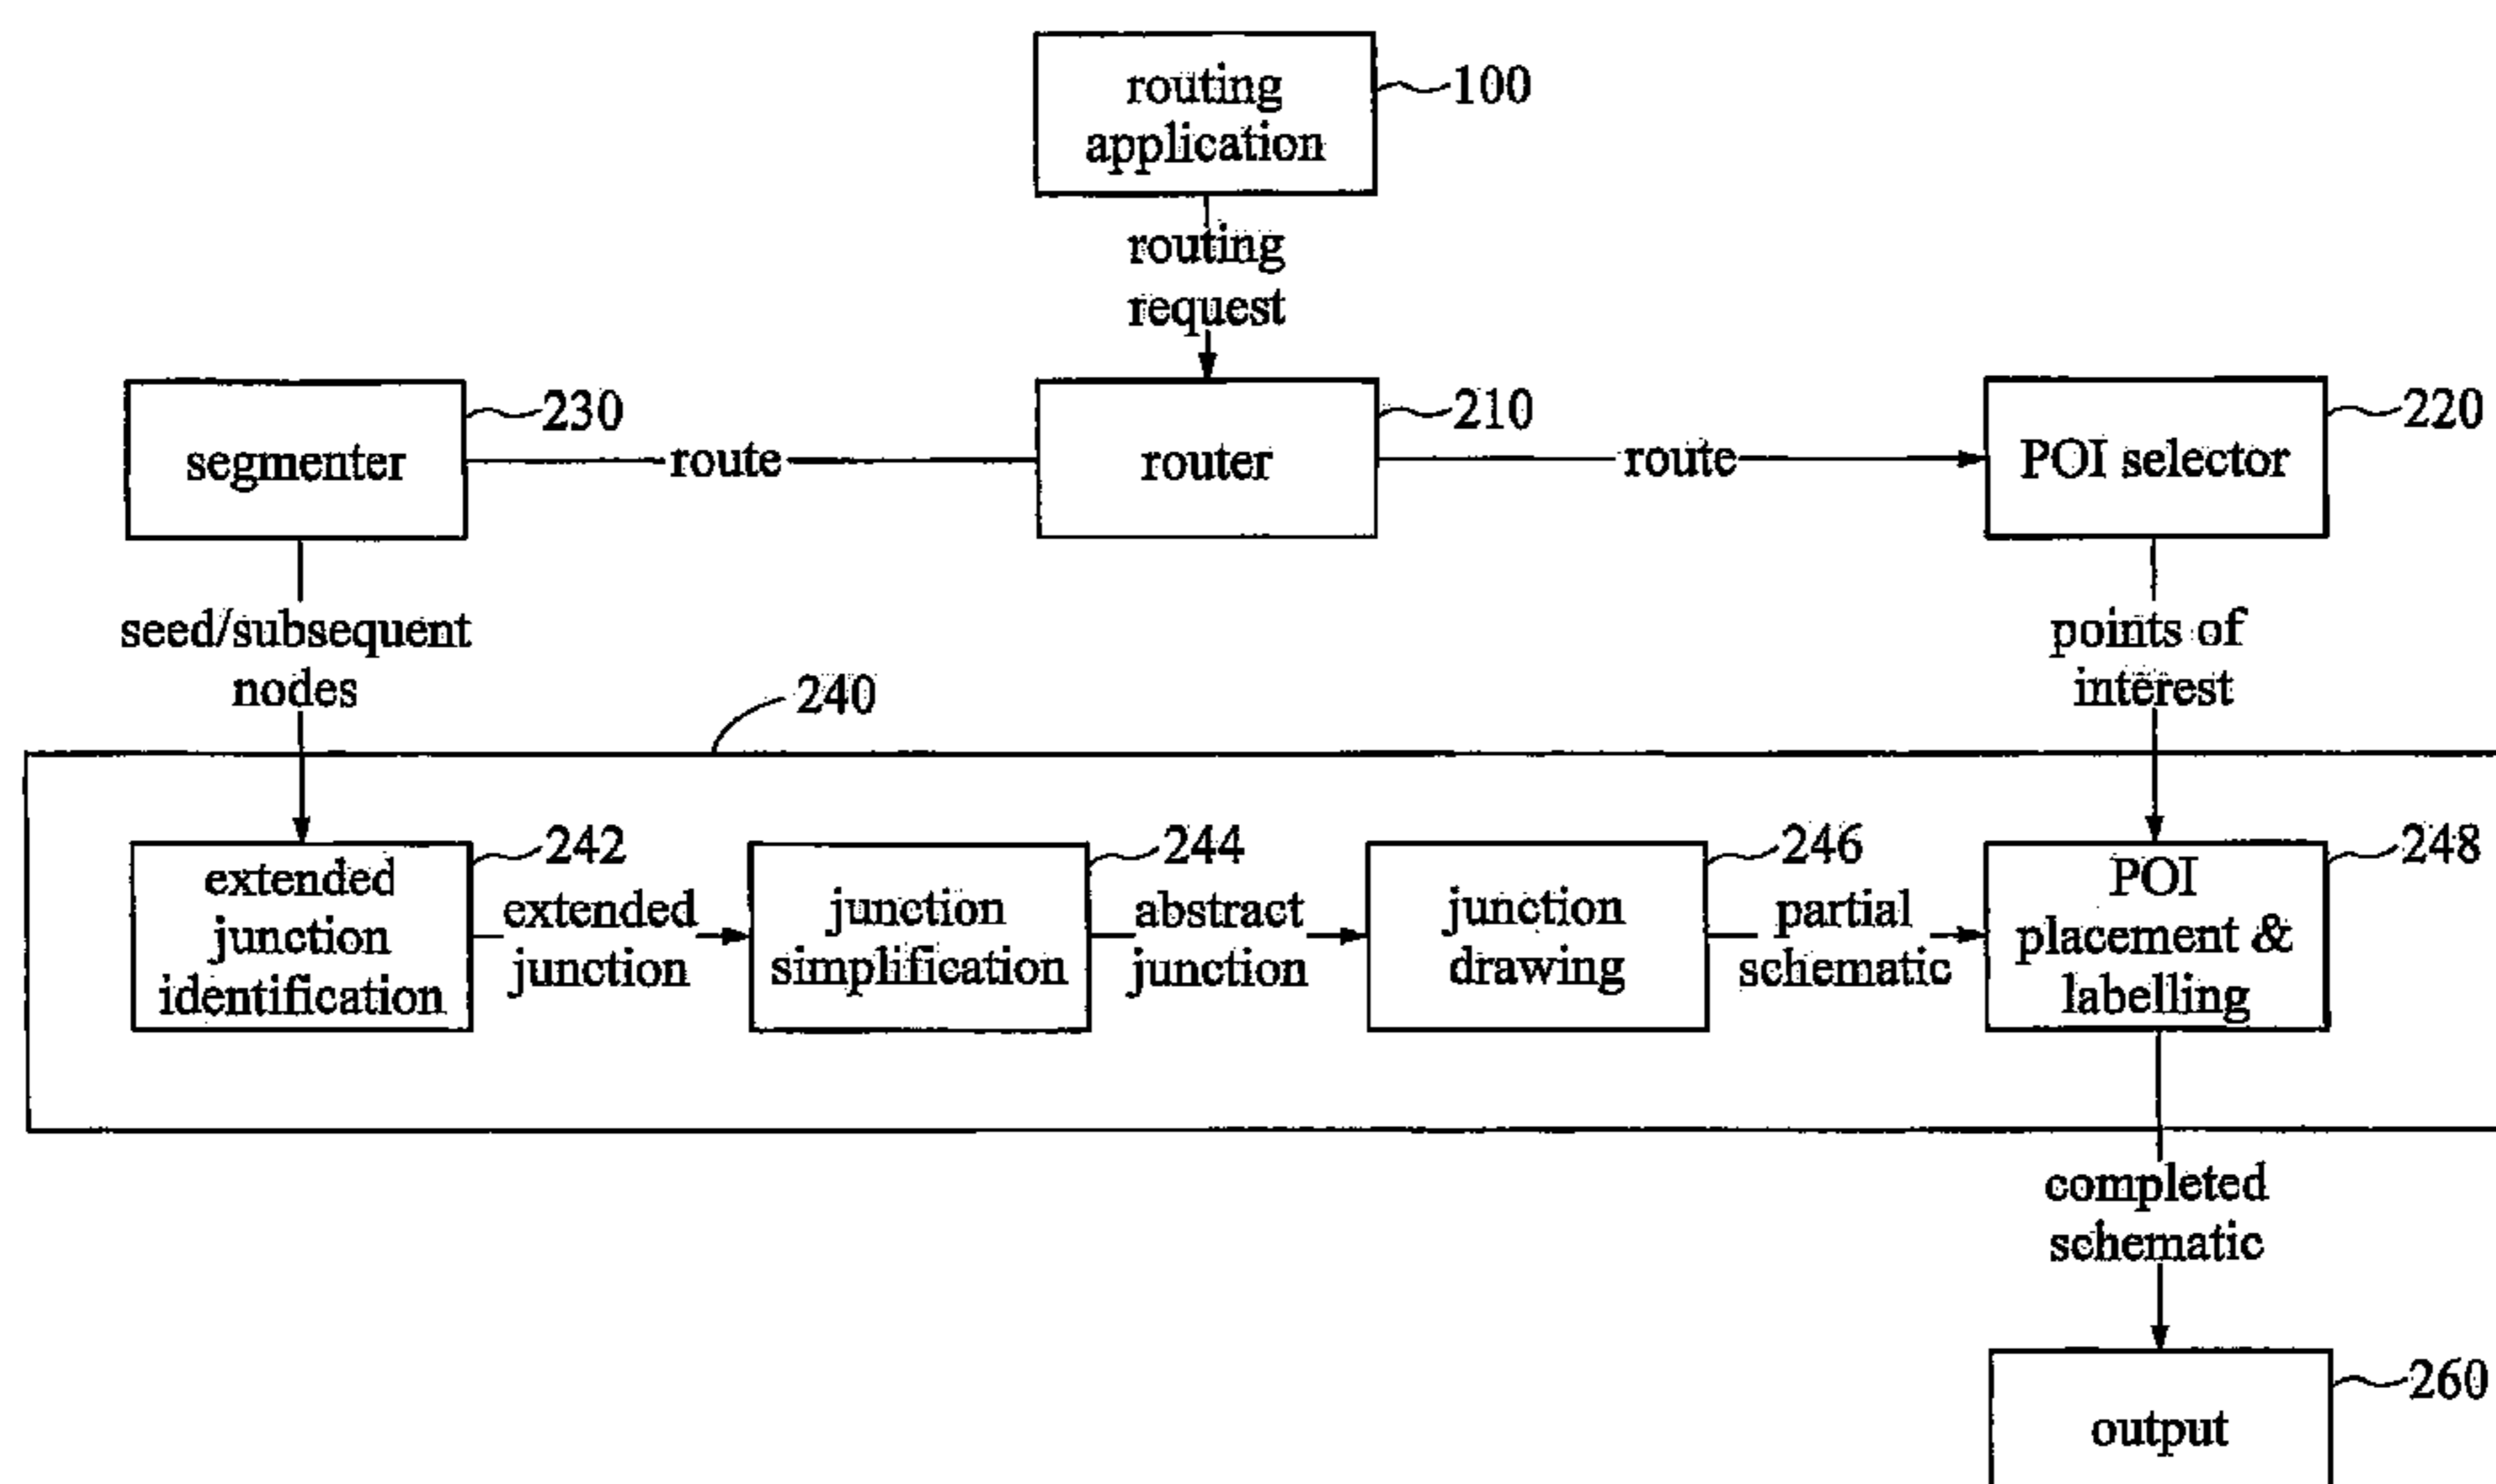 routing
application
100
routing
request
230
segmenter
route
210
router
route
220
POI selector
seed/subsequent
nodes
points of
interest
240
242
extended
junction
identification
extended
junction
244
junction
simplification
abstract
junction
246
junction
drawing
partial
schematic
248
POI
placement &
labelling
completed
schematic
260
output